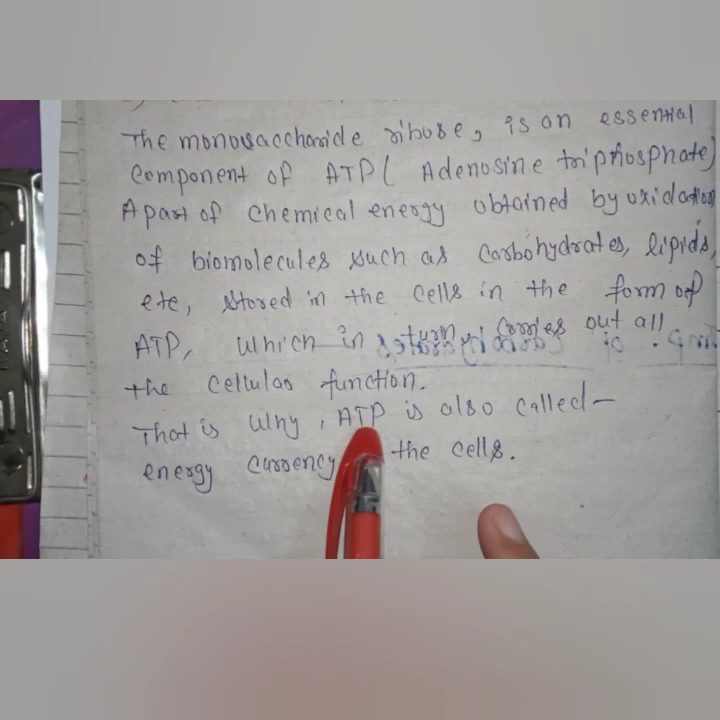 The monosaccharide ribose, is an essential
component of ATP( Adenosine triphosphate)
A part of chemical energy obtained by oxidation
of biomolecules such as carbohydrates, lipids,
etc, stored in the cells in the form of
ATP, which in turn, carries out all
the cellular function.
That is why, ATP is also called-
energy currency the cells.